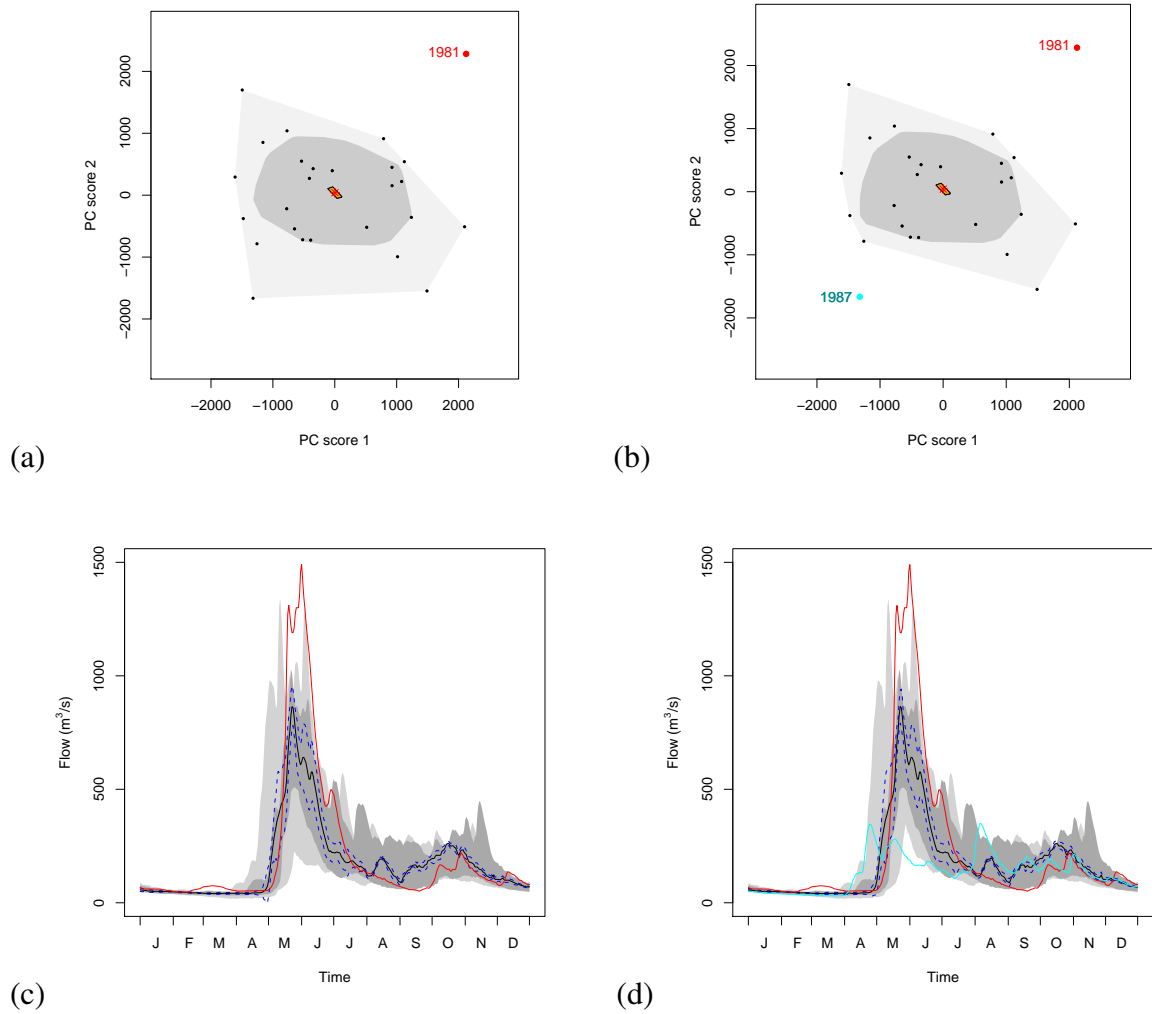 1981
2000
1000
0
−1000
−2000
PC score 2
−2000 −1000 0 1000 2000
PC score 1
(a)
1981
1987
2000
1000
0
−1000
−2000
PC score 2
−2000 −1000 0 1000 2000
PC score 1
(b)
1500
1000
500
0
Flow (m³/s)
J F M A M J J A S O N D
Time
(c)
1500
1000
500
0
Flow (m³/s)
J F M A M J J A S O N D
Time
(d)